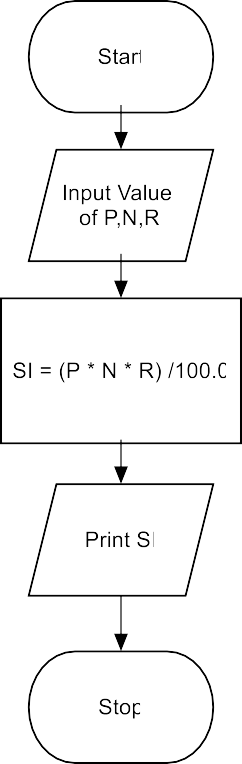 Start
Input Value
of P,N,R
SI = (P * N * R) /100.0
Print SI
Stop